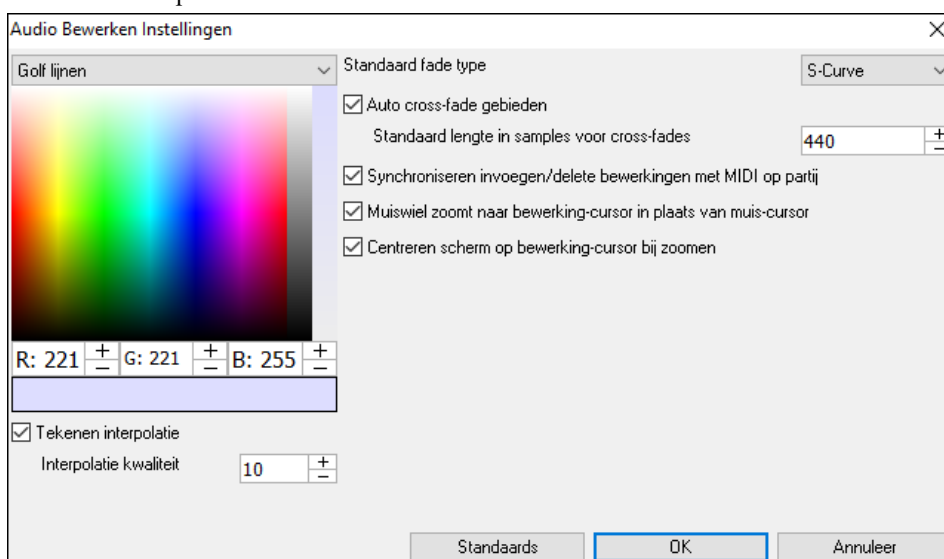 Audio Bewerken Instellingen
Golf lijnen
Standaard fade type
S-Curve
Auto cross-fade gebieden
Standaard lengte in samples voor cross-fades
440
Synchroniseren invoegen/delete bewerkingen met MIDI op partij
Muiswiel zoomt naar bewerking-cursor in plaats van muis-cursor
Centreren scherm op bewerking-cursor bij zoomen
R: 221
G: 221
B: 255
Tekenen interpolatie
Interpolatie kwaliteit
10
Standaards
OK
Annuleer